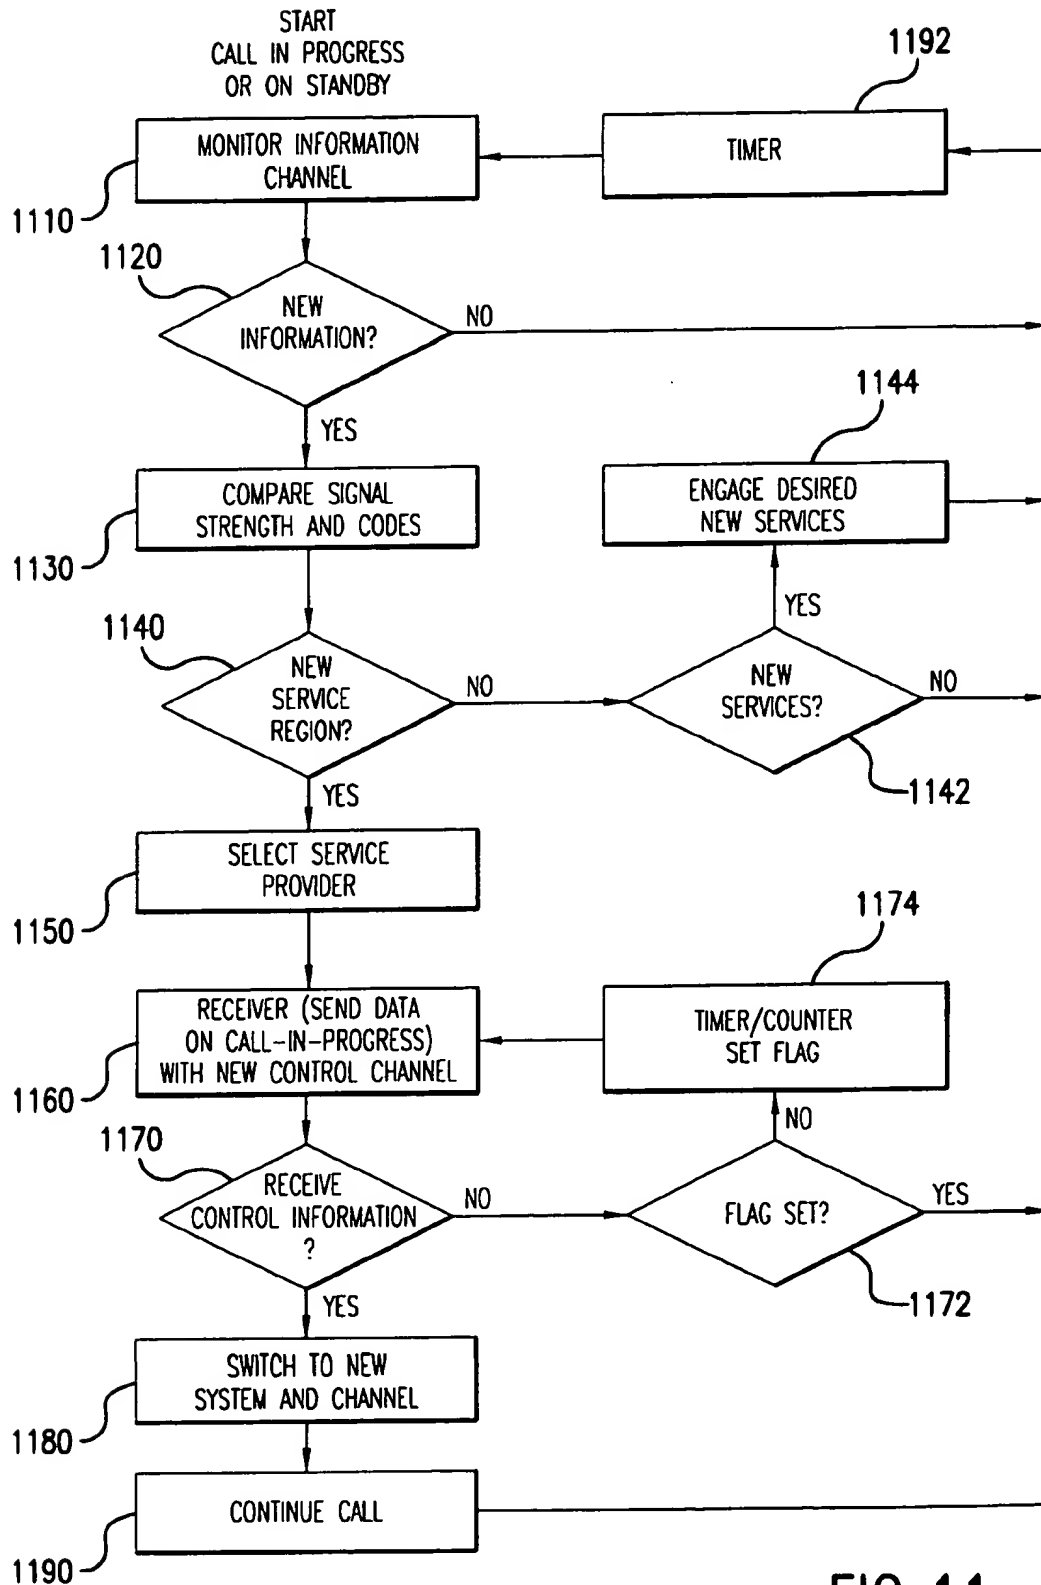 START
CALL IN PROGRESS
OR ON STANDBY
1192
MONITOR INFORMATION
CHANNEL
TIMER
1110
1120
NEW
INFORMATION?
NO
YES
1144
COMPARE SIGNAL
STRENGTH AND CODES
ENGAGE DESIRED
NEW SERVICES
1130
YES
1140
NEW
SERVICE
REGION?
NO
NEW
SERVICES?
NO
YES
1142
SELECT SERVICE
PROVIDER
1150
1174
RECEIVER (SEND DATA
ON CALL-IN-PROGRESS)
WITH NEW CONTROL CHANNEL
TIMER/COUNTER
SET FLAG
1160
NO
1170
RECEIVE
CONTROL INFORMATION
?
NO
FLAG SET?
YES
YES
1172
SWITCH TO NEW
SYSTEM AND CHANNEL
1180
CONTINUE CALL
1190
FIG. 11